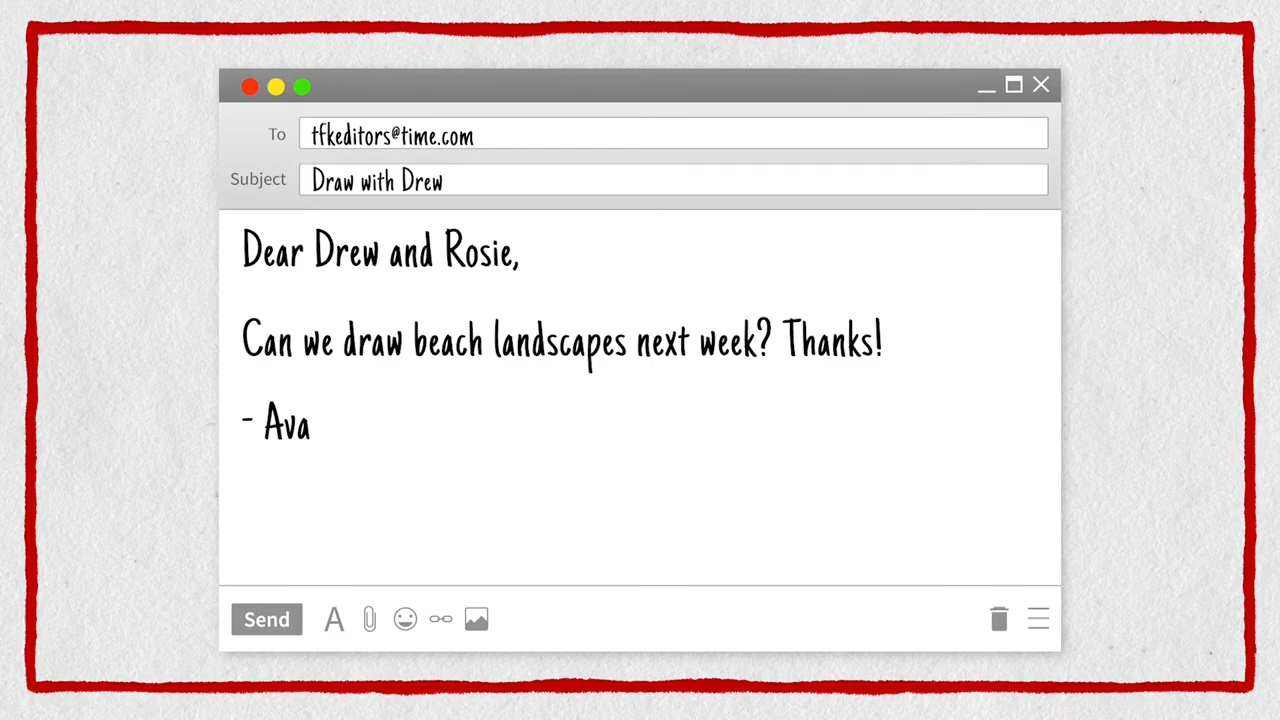 To tfkeditors@time.com
Subject Draw with Drew
Dear Drew and Rosie,
Can we draw beach landscapes next week? Thanks!
- Ava
Send A